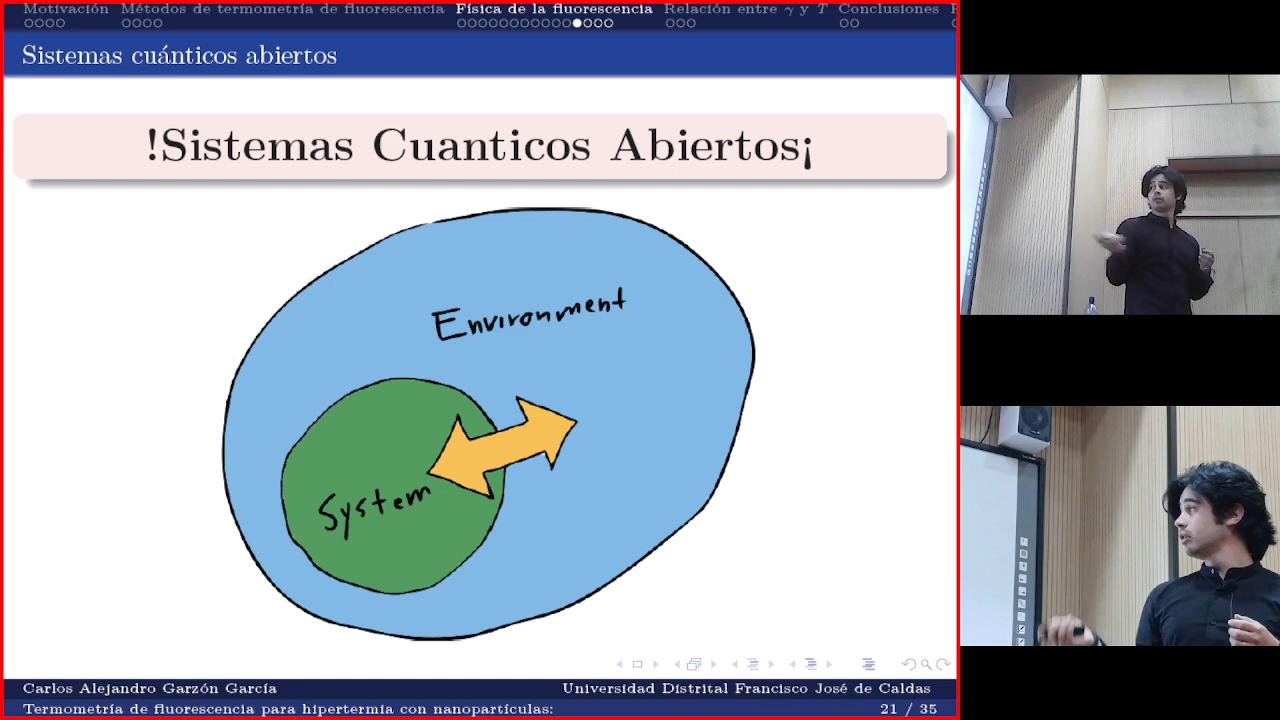 Motivación Métodos de termometría de fluorescencia Física de la fluorescencia Relación entre γ y T Conclusiones
Sistemas cuánticos abiertos
!Sistemas Cuanticos Abiertos¡
Environment
System
Carlos Alejandro Garzón García Universidad Distrital Francisco José de Caldas
Termometría de fluorescencia para hipertermia con nanopartículas: 21 / 35